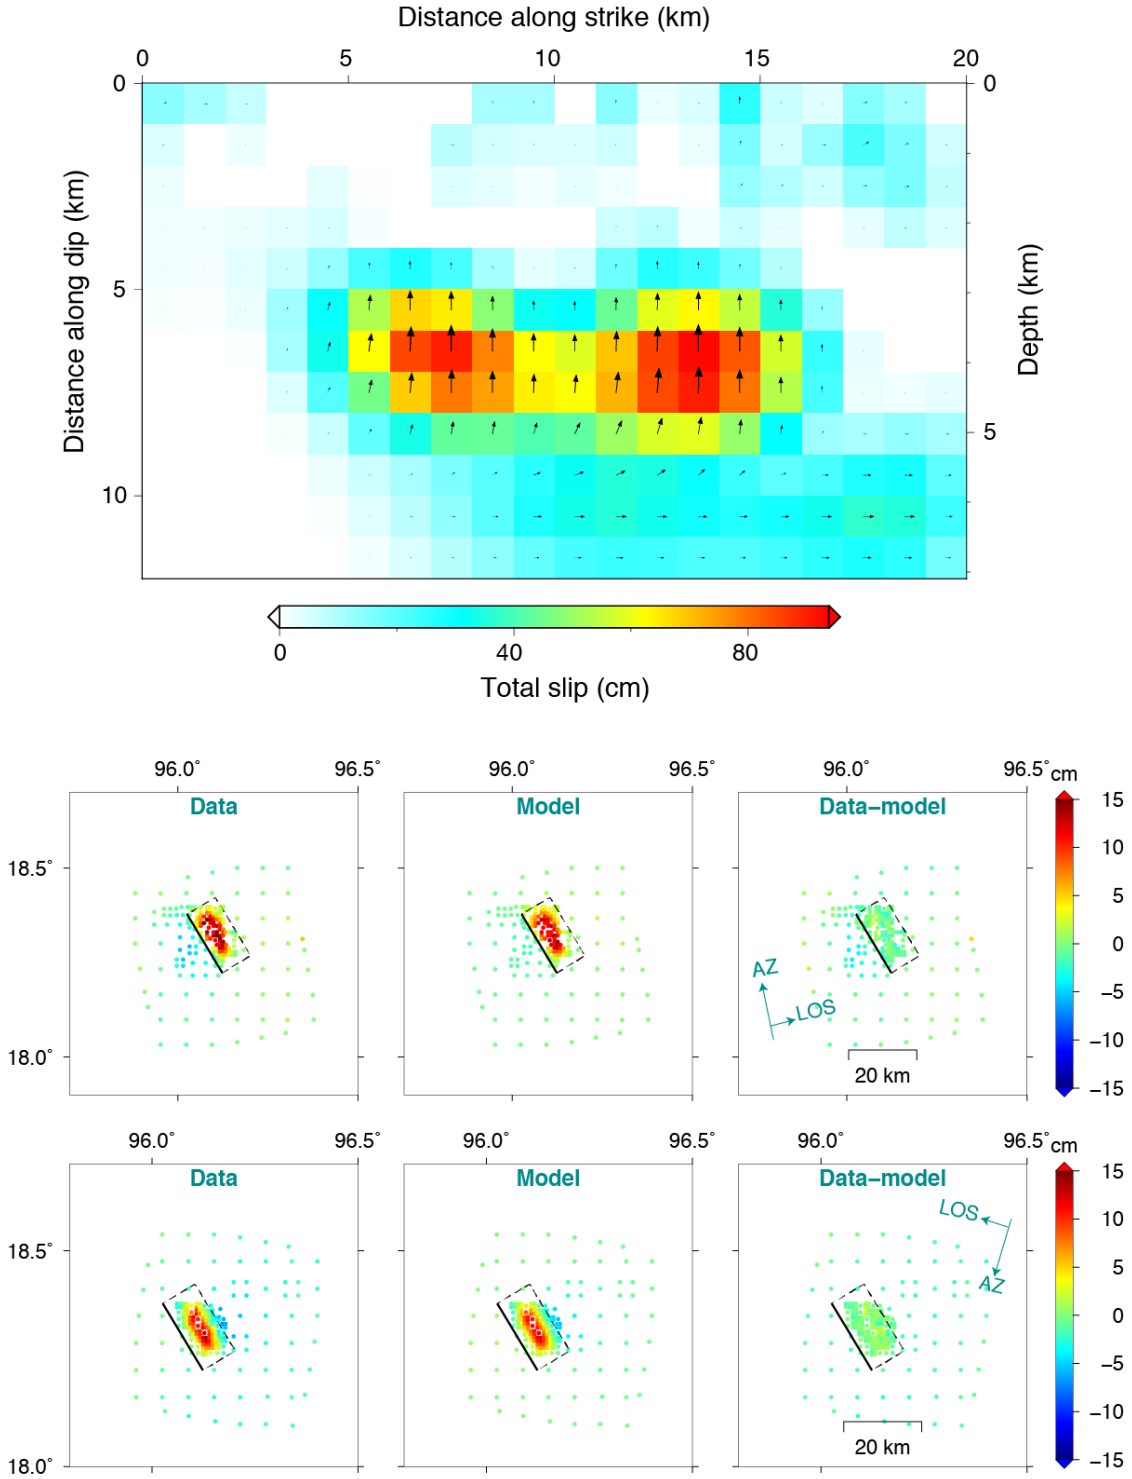 Distance along strike (km)
0 5 10 15 20
0 0
Distance along dip (km)
5
Depth (km)
5
10
0 40 80
Total slip (cm)
96.0° 96.5° 96.0° 96.5° 96.0° 96.5°
cm
Data Model Data−model
15
18.5°
10
5
0
AZ
LOS
−5
−10
18.0°
20 km
−15
96.0° 96.5° 96.0° 96.5° 96.0° 96.5°
cm
Data Model Data−model
15
LOS
10
18.5°
AZ
5
0
−5
−10
20 km
18.0°
−15